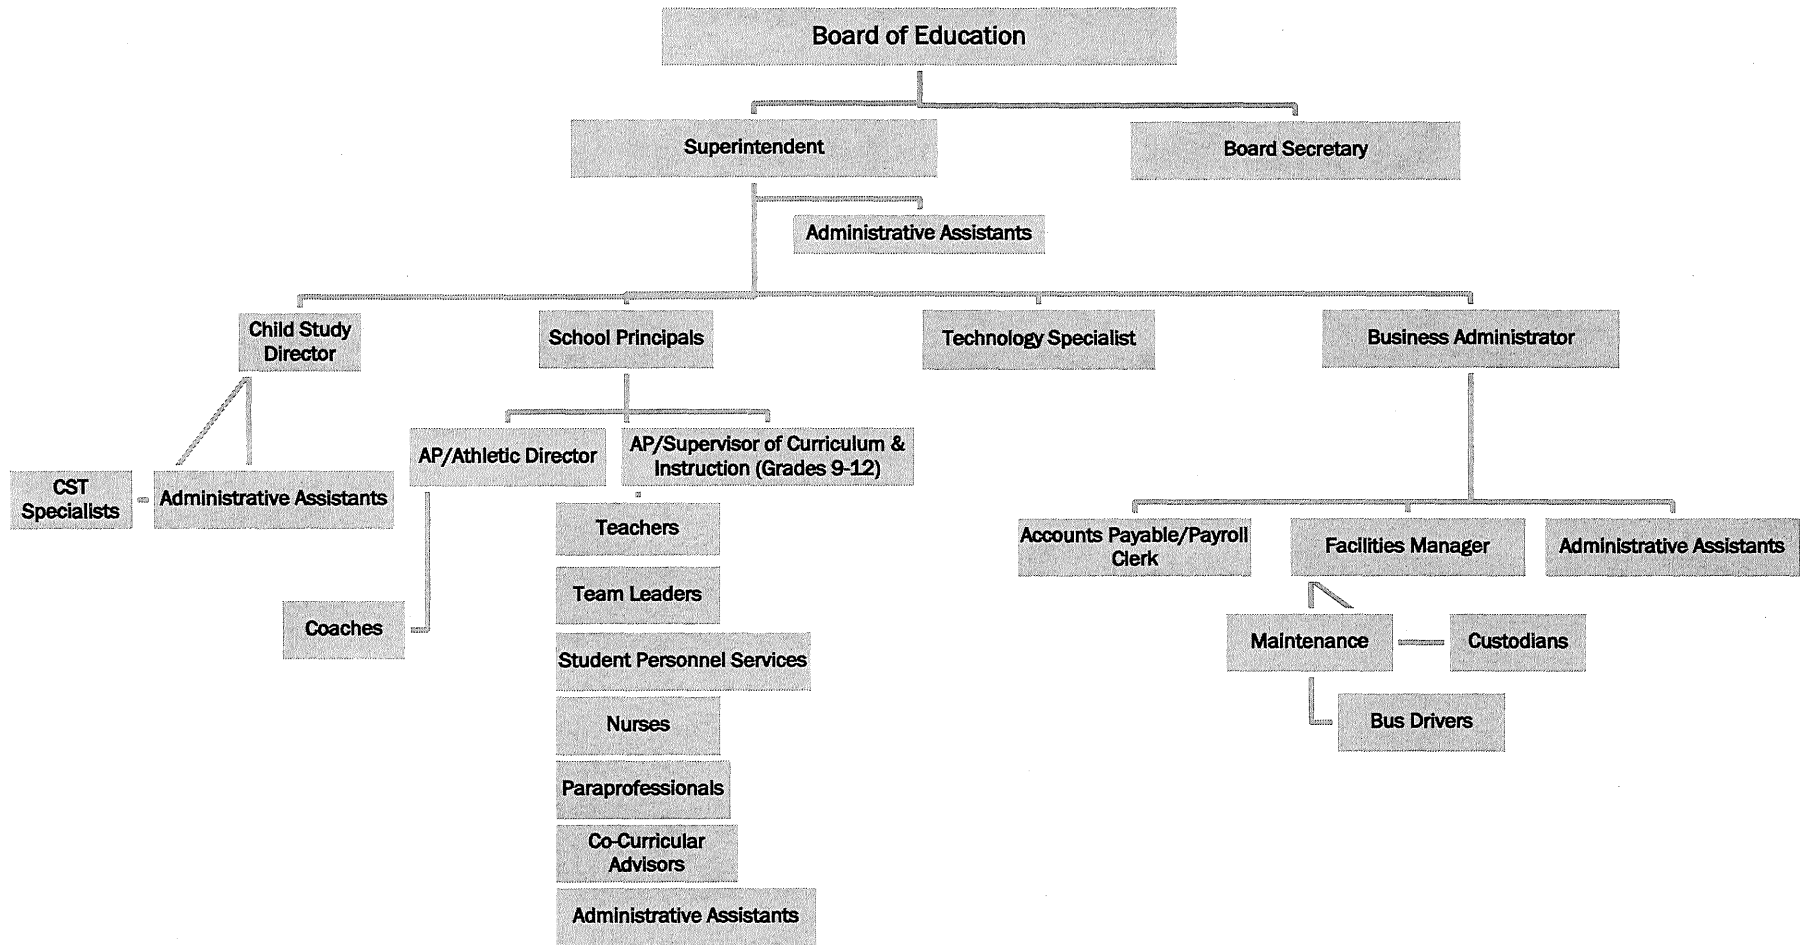 Board of Education
Superintendent
Board Secretary
Administrative Assistants
Child Study
Director
School Principals
Technology Specialist
Business Administrator
AP/Athletic Director
AP/Supervisor of Curriculum &
Instruction (Grades 9-12)
CST
Specialists
Administrative Assistants
Teachers
Accounts Payable/Payroll
Clerk
Facilities Manager
Administrative Assistants
Team Leaders
Coaches
Maintenance
Custodians
Student Personnel Services
Nurses
Bus Drivers
Paraprofessionals
Co-Curricular
Advisors
Administrative Assistants